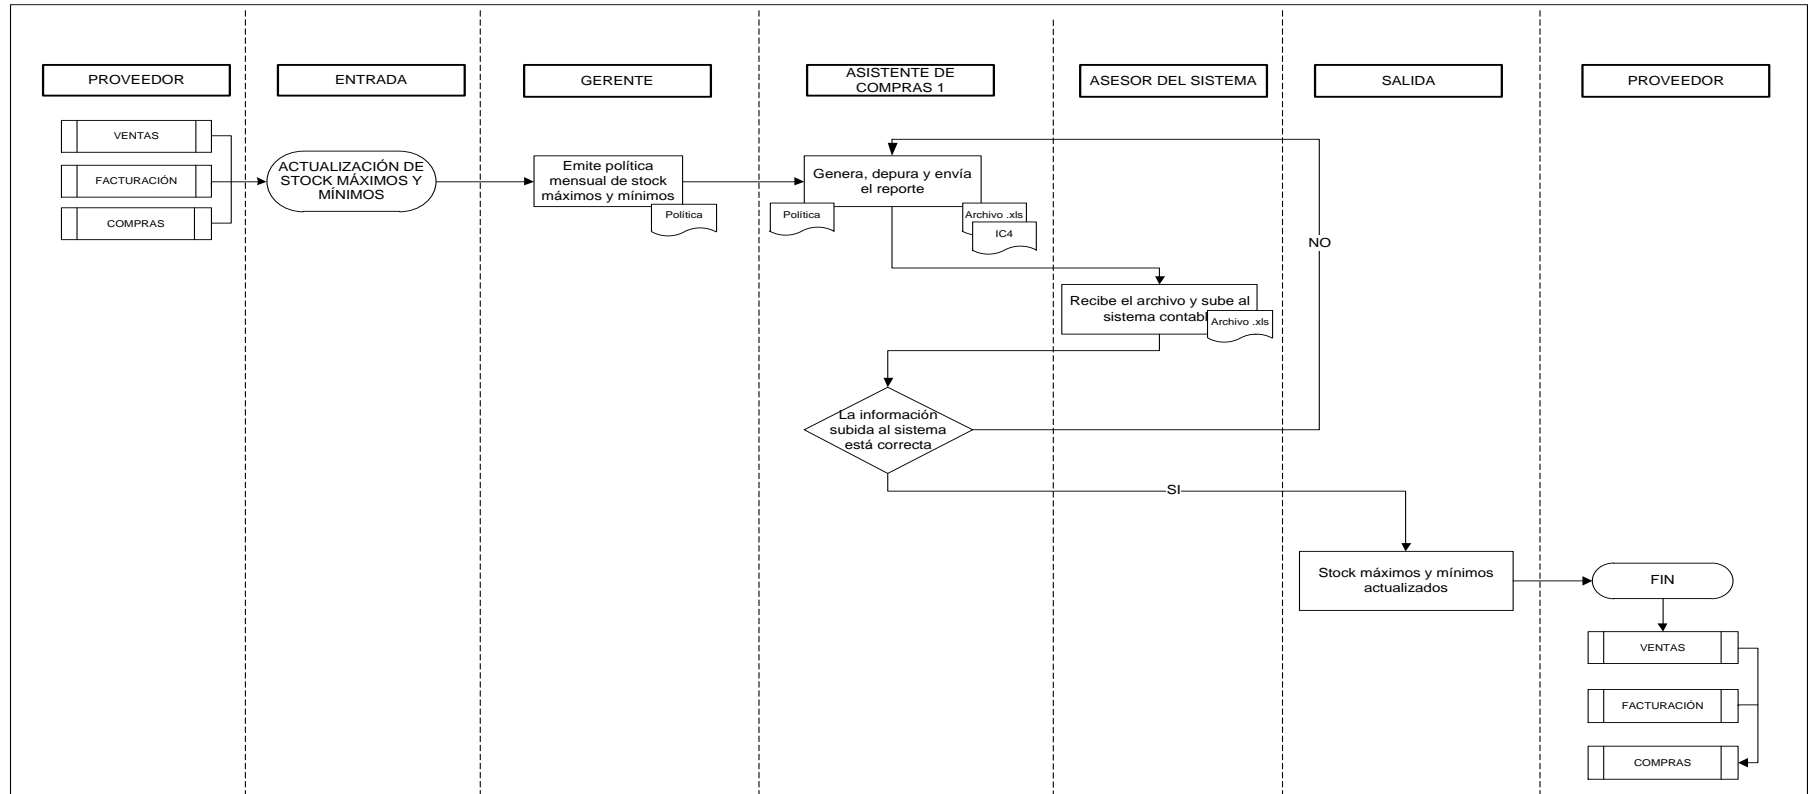 PROVEEDOR
ENTRADA
GERENTE
ASISTENTE DE
COMPRAS 1
ASESOR DEL SISTEMA
SALIDA
PROVEEDOR
VENTAS
FACTURACIÓN
COMPRAS
ACTUALIZACIÓN DE
STOCK MÁXIMOS Y
MÍNIMOS
Emite política
mensual de stock
máximos y mínimos
Política
Genera, depura y envía
el reporte
Política
Archivo .xls
IC4
NO
Recibe el archivo y sube al
sistema contabl
Archivo .xls
La información
subida al sistema
está correcta
SI
Stock máximos y mínimos
actualizados
FIN
VENTAS
FACTURACIÓN
COMPRAS